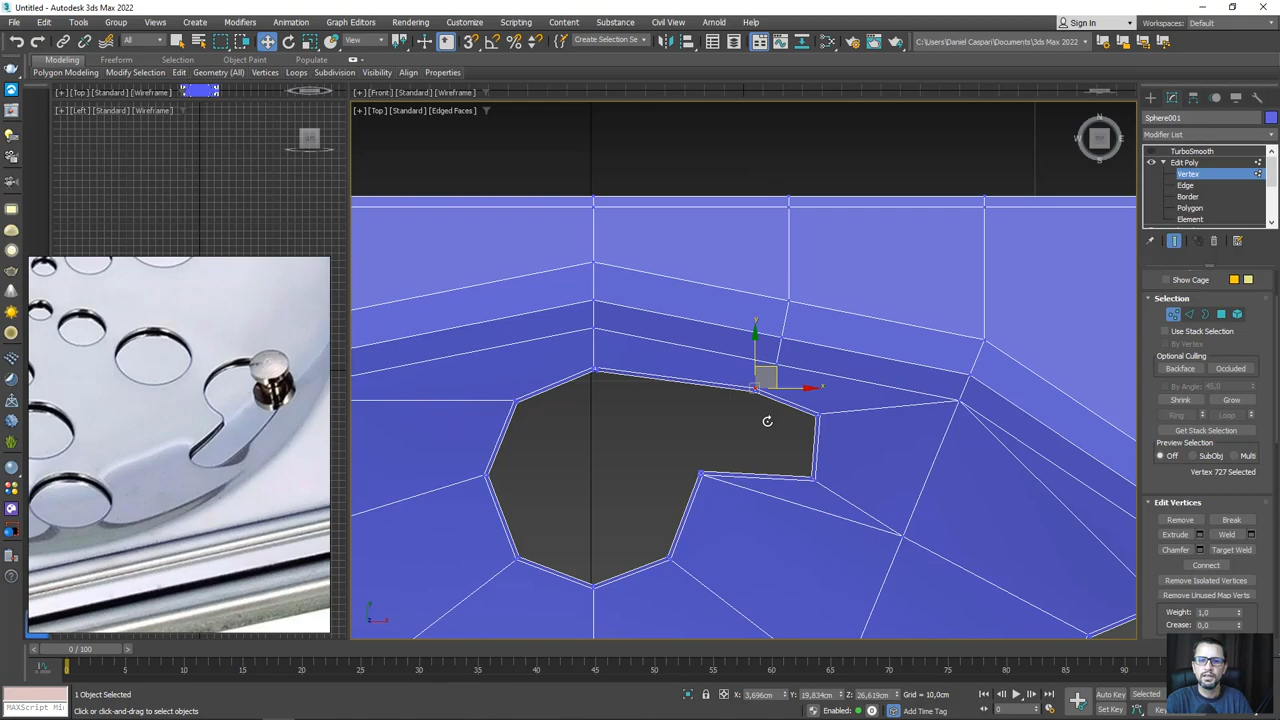 Untitled - Autodesk 3ds Max 2022
File Edit Tools Group Views Create Modifiers Animation Graph Editors Rendering Customize Scripting Content Substance Civil View Arnold Help
Sign In
Workspaces: Default
All
View
Create Selection Se
C:\Users\Daniel Caspari\Documents\3ds Max 2022
Modeling Freeform Selection Object Paint Populate
Polygon Modeling Modify Selection Edit Geometry (All) Vertices Loops Subdivision Visibility Align Properties
[+] [Top] [Standard] [Wireframe]
[+] [Front] [Standard] [Wireframe]
[+] [Left] [Standard] [Wireframe]
[+] [Top] [Standard] [Edged Faces]
N
W
E
S
y
x
Sphere001
Modifier List
TurboSmooth
Edit Poly
Vertex
Edge
Border
Polygon
Element
Show Cage
Selection
Use Stack Selection
By Vertex
Optional Culling
Backface Occluded
By Angle: 45,0
Shrink Grow
Ring Loop
Get Stack Selection
Preview Selection
Off SubObj Multi
Vertex 727 Selected
Edit Vertices
Remove Break
Extrude Weld
Chamfer Target Weld
Connect
Remove Isolated Vertices
Remove Unused Map Verts
Weight: 1,0
Crease: 0,0
0 / 100
0 5 10 15 20 25 30 35 40 45 50 55 60 65 70 75 80 85 90
1 Object Selected
Click or click-and-drag to select objects
MAXScript Mi
X: 3,696cm Y: 19,834cm Z: 26,619cm Grid = 10,0cm
Enabled:
Add Time Tag
0
Auto Key Selected
Set Key